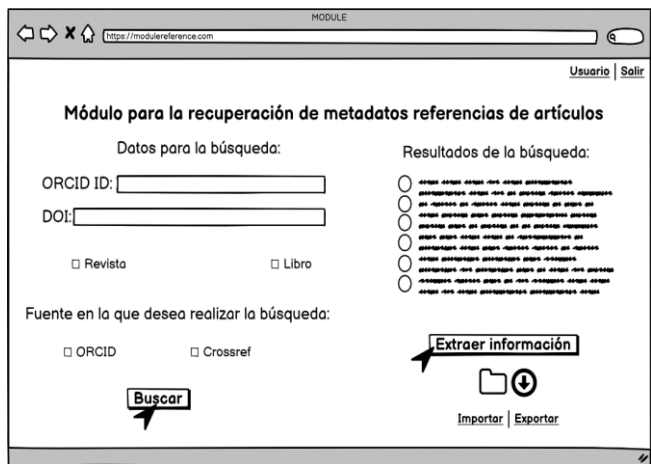 MODULE
https://modulereference.com
Usuario | Salir
Módulo para la recuperación de metadatos referencias de artículos
Datos para la búsqueda:
ORCID ID:
DOI:
Revista
Libro
Fuente en la que desea realizar la búsqueda:
ORCID
Crossref
Buscar
Resultados de la búsqueda:
Extraer información
Importar | Exportar